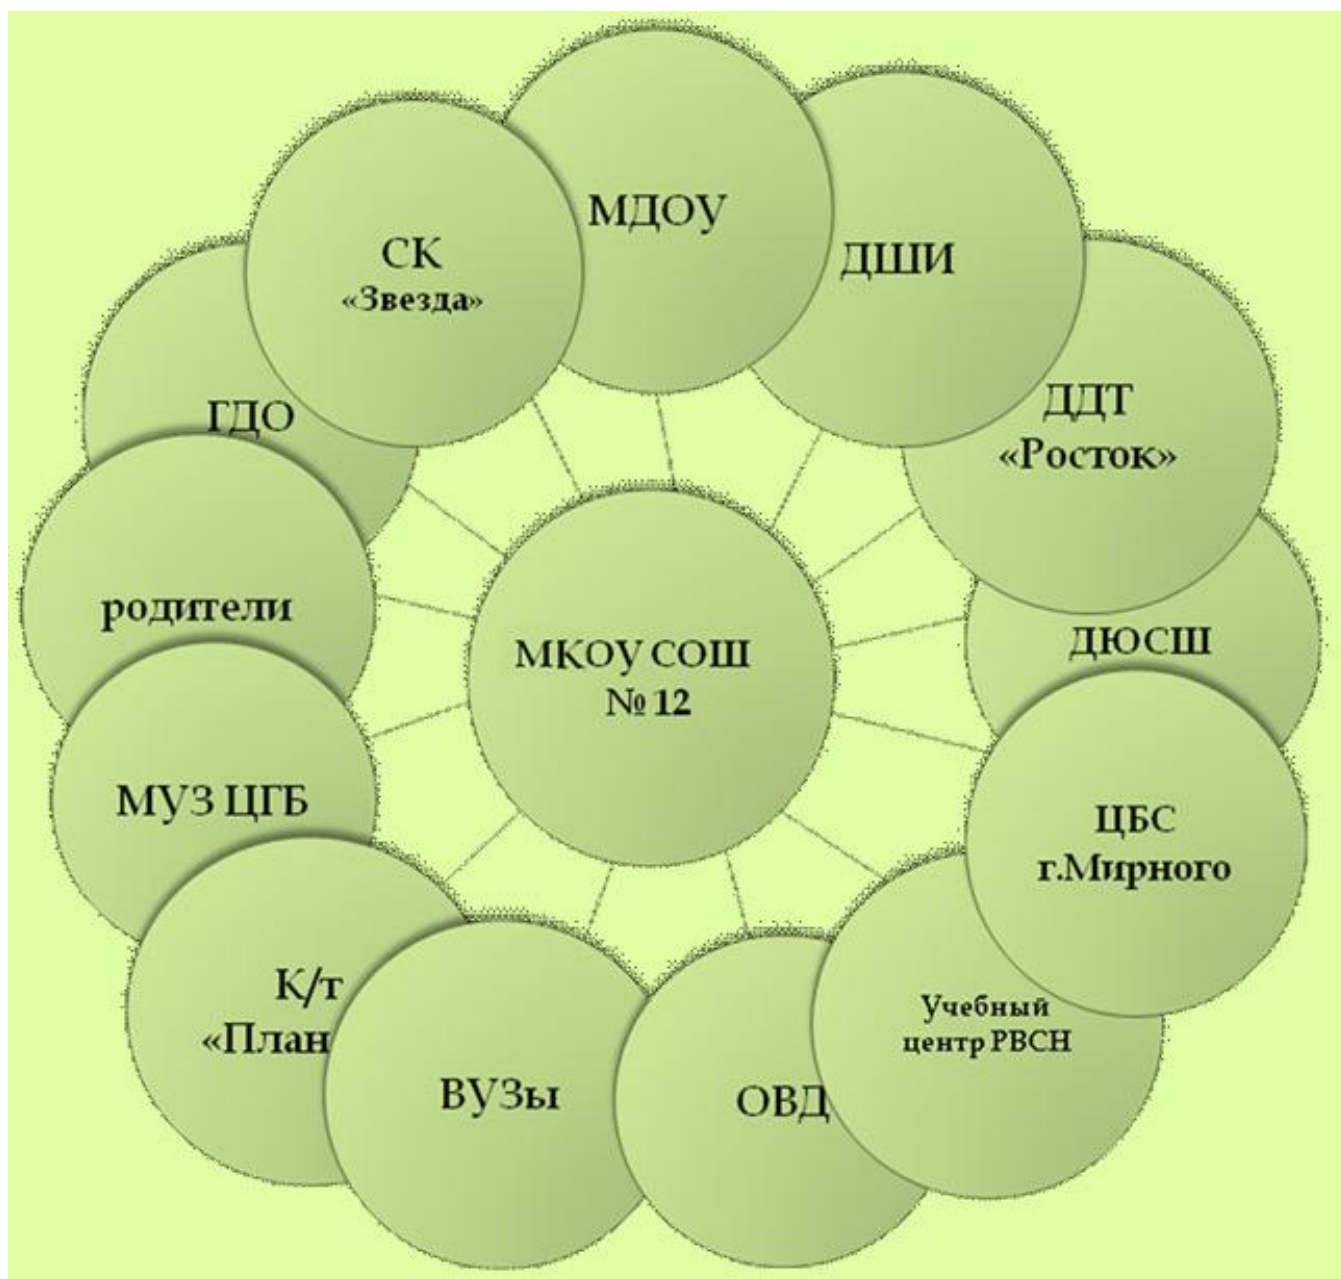 МДОУ
ДШИ
ДДТ
«Росток»
ДЮСШ
ЦБС
г.Мирного
Учебный
центр РВСН
ОВД
ВУЗы
К/т
«План
МУЗ ЦГБ
родители
ГДО
СК
«Звезда»
МКОУ СОШ
№ 12